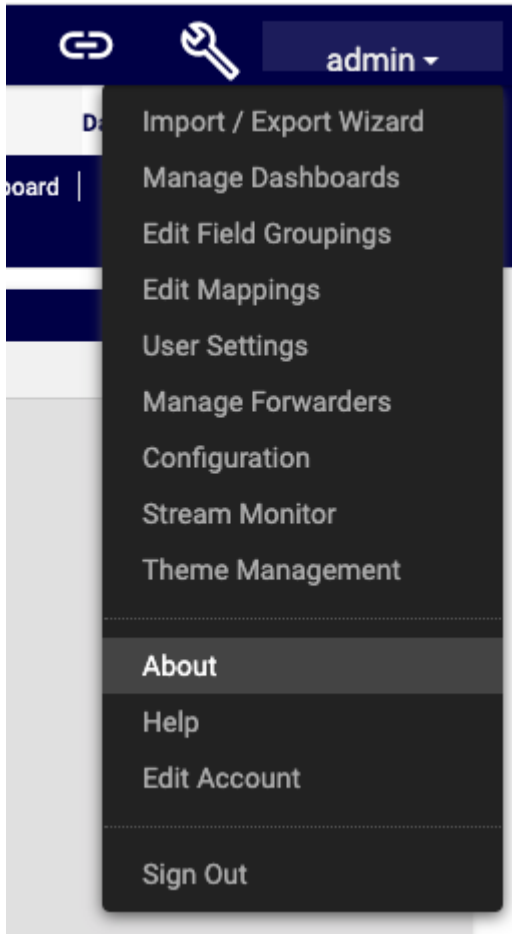 admin
Import / Export Wizard
Manage Dashboards
Edit Field Groupings
Edit Mappings
User Settings
Manage Forwarders
Configuration
Stream Monitor
Theme Management
About
Help
Edit Account
Sign Out